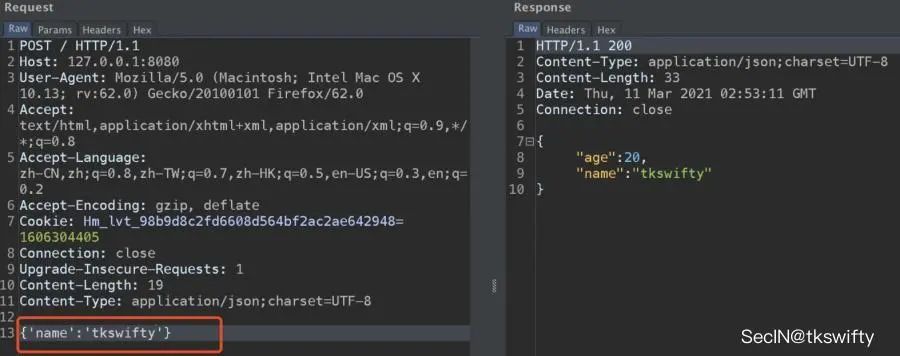 Request
Raw Params Headers Hex
1 POST / HTTP/1.1
2 Host: 127.0.0.1:8080
3 User-Agent: Mozilla/5.0 (Macintosh; Intel Mac OS X
10.13; rv:62.0) Gecko/20100101 Firefox/62.0
4 Accept:
text/html,application/xhtml+xml,application/xml;q=0.9,*/
*;q=0.8
5 Accept-Language:
zh-CN,zh;q=0.8,zh-TW;q=0.7,zh-HK;q=0.5,en-US;q=0.3,en;q=
0.2
6 Accept-Encoding: gzip, deflate
7 Cookie: Hm_lvt_98b9d8c2fd6608d564bf2ac2ae642948=
1606304405
8 Connection: close
9 Upgrade-Insecure-Requests: 1
10 Content-Length: 19
11 Content-Type: application/json;charset=UTF-8
12
13 {'name':'tkswifty'}
Response
Raw Headers Hex
1 HTTP/1.1 200
2 Content-Type: application/json;charset=UTF-8
3 Content-Length: 33
4 Date: Thu, 11 Mar 2021 02:53:11 GMT
5 Connection: close
6
7 {
8 "age":20,
9 "name":"tkswifty"
10 }
SecIN@tkswifty